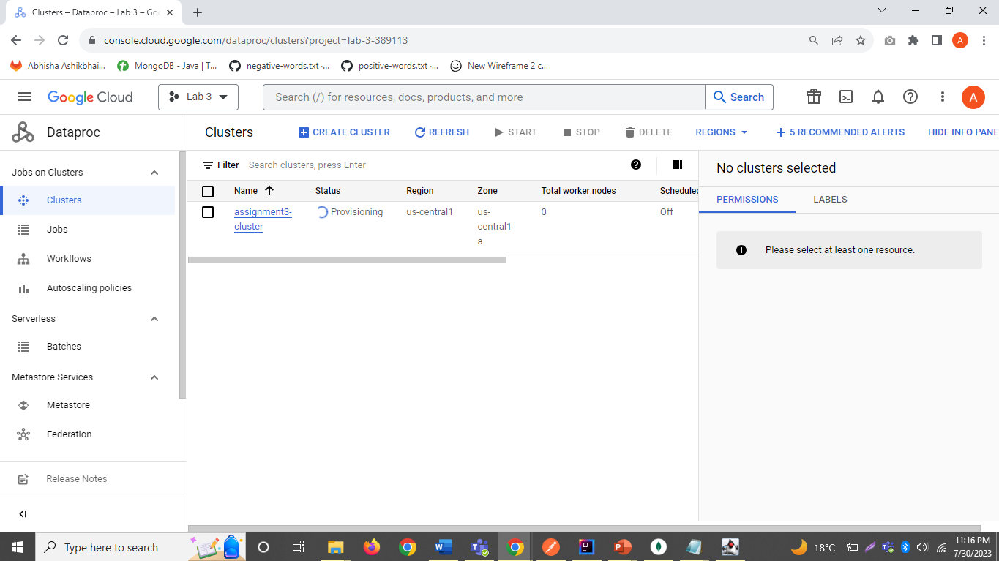 Clusters – Dataproc – Lab 3 – Goo
console.cloud.google.com/dataproc/clusters?project=lab-3-389113
A
Abhisha Ashikbhai...
MongoDB - Java | T...
negative-words.txt ·...
positive-words.txt ·...
New Wireframe 2 c...
Google Cloud
Lab 3
Search (/) for resources, docs, products, and more
Search
A
Dataproc
Clusters
CREATE CLUSTER
REFRESH
START
STOP
DELETE
REGIONS
5 RECOMMENDED ALERTS
HIDE INFO PANE
Jobs on Clusters
Clusters
Jobs
Workflows
Autoscaling policies
Serverless
Batches
Metastore Services
Metastore
Federation
Release Notes
Filter
Search clusters, press Enter
Name
Status
Region
Zone
Total worker nodes
Scheduled
assignment3-
cluster
Provisioning
us-central1
us-
central1-
a
0
Off
No clusters selected
PERMISSIONS
LABELS
Please select at least one resource.
Type here to search
18°C
11:16 PM
7/30/2023